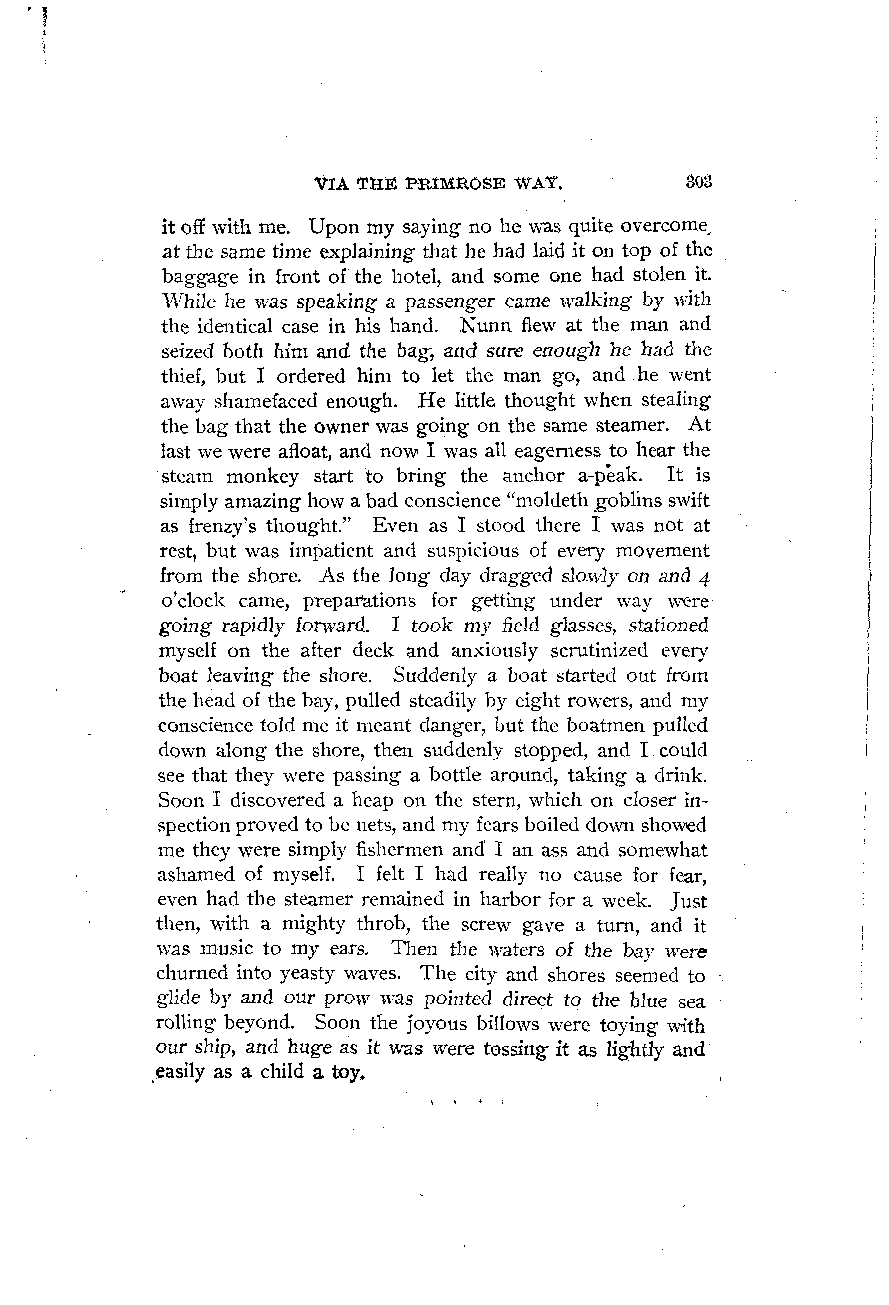 VIA THE PRIMROSE WAY. 303
it off with me. Upon my saying no he was quite overcome,
at the same time explaining that he had laid it on top of the
baggage in front of the hotel, and some one had stolen it.
While he was speaking a passenger came walking by with
the identical case in his hand. Nunn flew at the man and
seized both him and the bag, and sure enough he had the
thief, but I ordered him to let the man go, and he went
away shamefaced enough. He little thought when stealing
the bag that the owner was going on the same steamer. At
last we were afloat, and now I was all eagerness to hear the
steam monkey start to bring the anchor a-peak. It is
simply amazing how a bad conscience "moldeth goblins swift
as frenzy's thought." Even as I stood there I was not at
rest, but was impatient and suspicious of every movement
from the shore. As the long day dragged slowly on and 4
o'clock came, preparations for getting under way were
going rapidly forward. I took my field glasses, stationed
myself on the after deck and anxiously scrutinized every
boat leaving the shore. Suddenly a boat started out from
the head of the bay, pulled steadily by eight rowers, and my
conscience told me it meant danger, but the boatmen pulled
down along the shore, then suddenly stopped, and I could
see that they were passing a bottle around, taking a drink.
Soon I discovered a heap on the stern, which on closer in-
spection proved to be nets, and my fears boiled down showed
me they were simply fishermen and I an ass and somewhat
ashamed of myself. I felt I had really no cause for fear,
even had the steamer remained in harbor for a week. Just
then, with a mighty throb, the screw gave a turn, and it
was music to my ears. Then the waters of the bay were
churned into yeasty waves. The city and shores seemed to
glide by and our prow was pointed direct to the blue sea
rolling beyond. Soon the joyous billows were toying with
our ship, and huge as it was were tossing it as lightly and
easily as a child a toy.